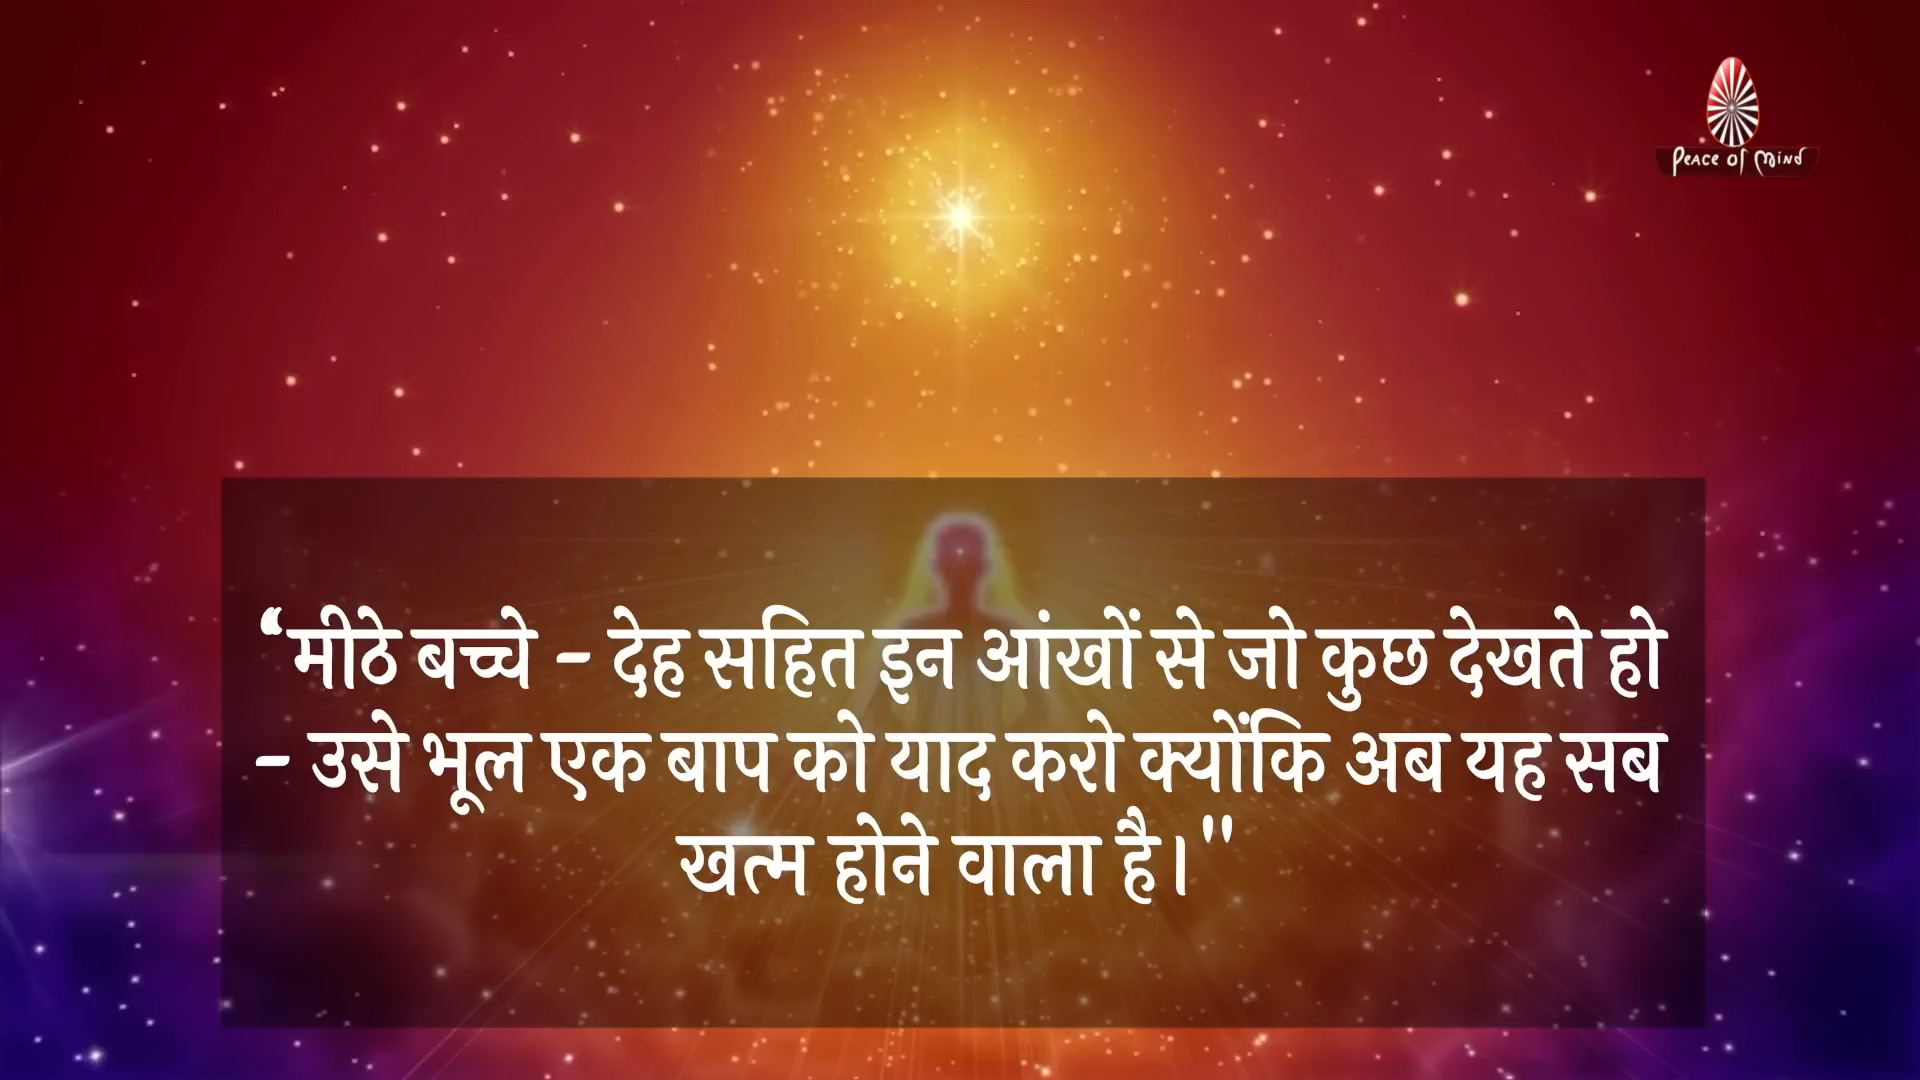 Peace of Mind
“मीठे बच्चे - देह सहित इन आंखों से जो कुछ देखते हो
- उसे भूल एक बाप को याद करो क्योंकि अब यह सब
खत्म होने वाला है।"